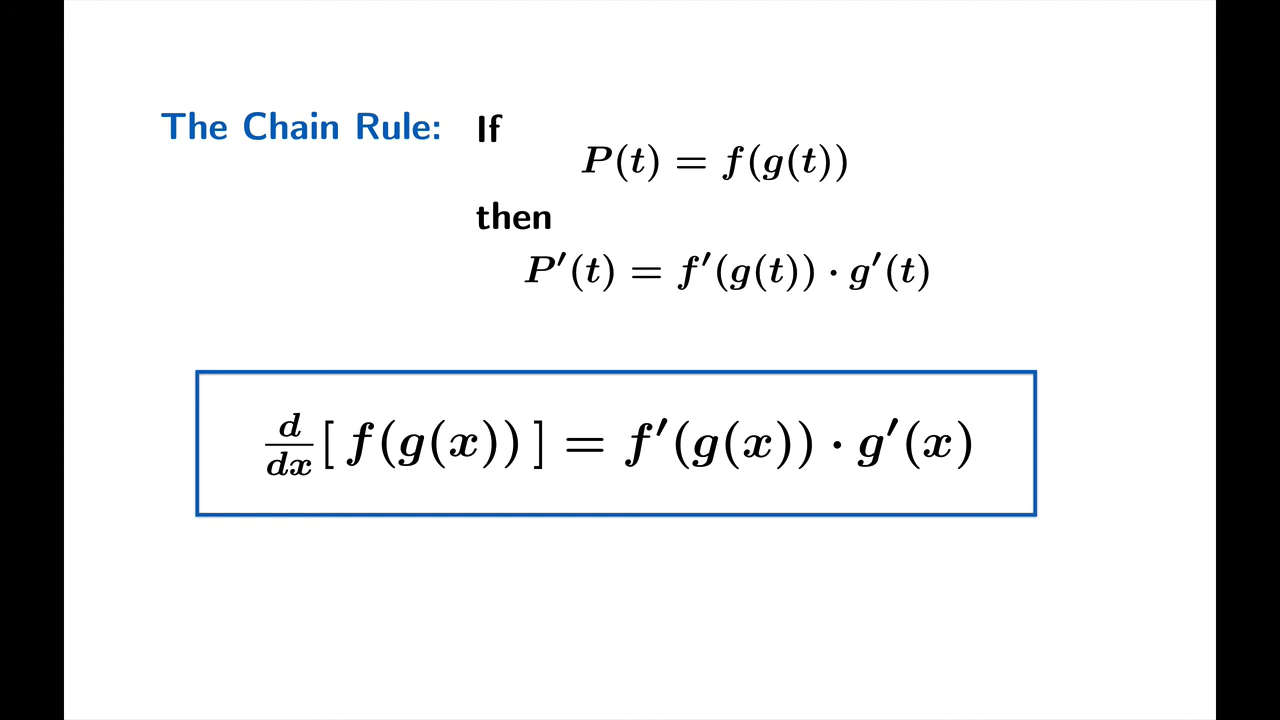 The Chain Rule: If
P(t) = f(g(t))
then
P′(t) = f′(g(t)) · g′(t)
d/dx [ f(g(x)) ] = f′(g(x)) · g′(x)